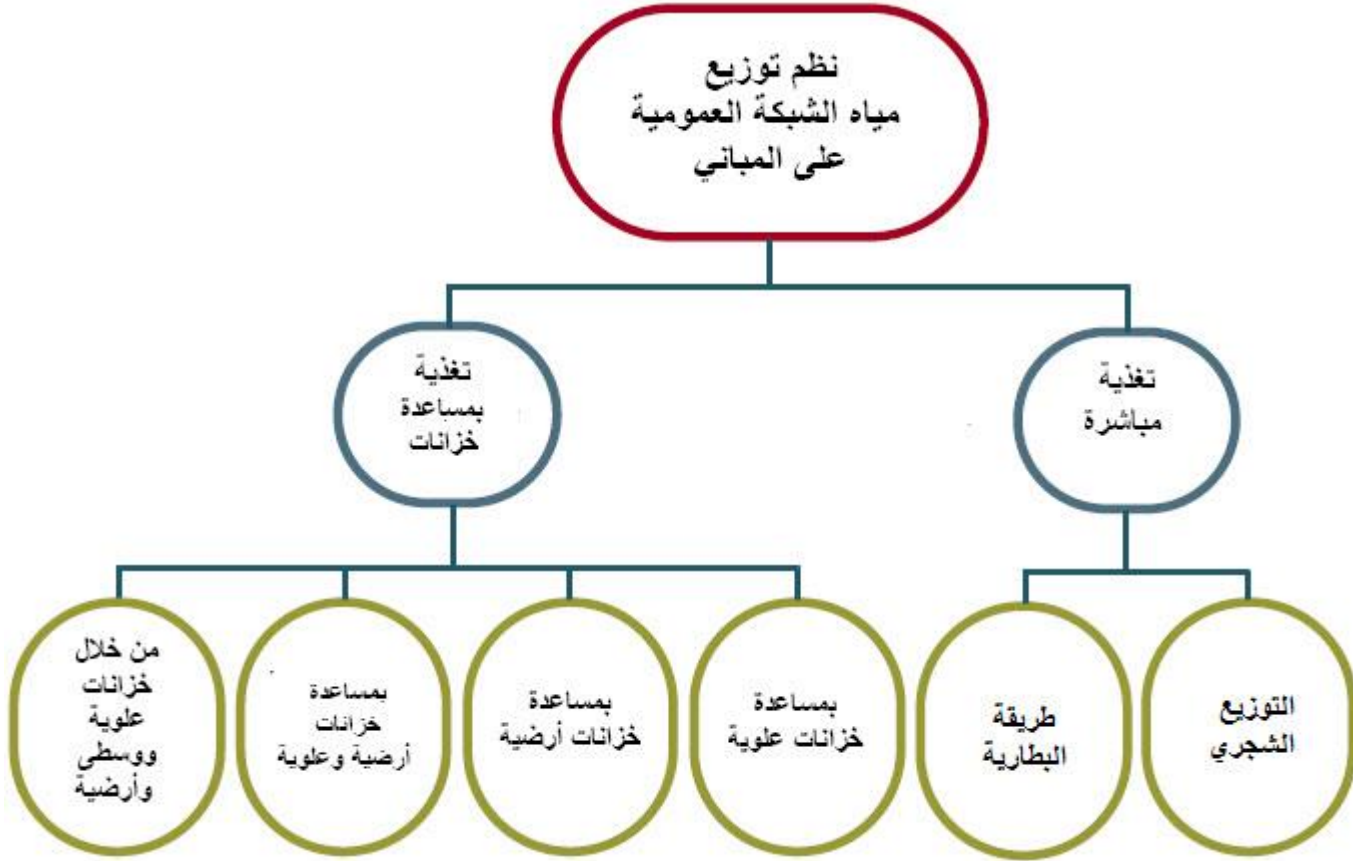 نظم توزيع
مياه الشبكة العمومية
على المباني
تغذية
مباشرة
تغذية
بمساعدة
خزانات
التوزيع
الشجري
طريقة
البطارية
بمساعدة
خزانات علوية
بمساعدة
خزانات أرضية
بمساعدة
خزانات
أرضية وعلوية
من خلال
خزانات
علوية
ووسطى
وأرضية